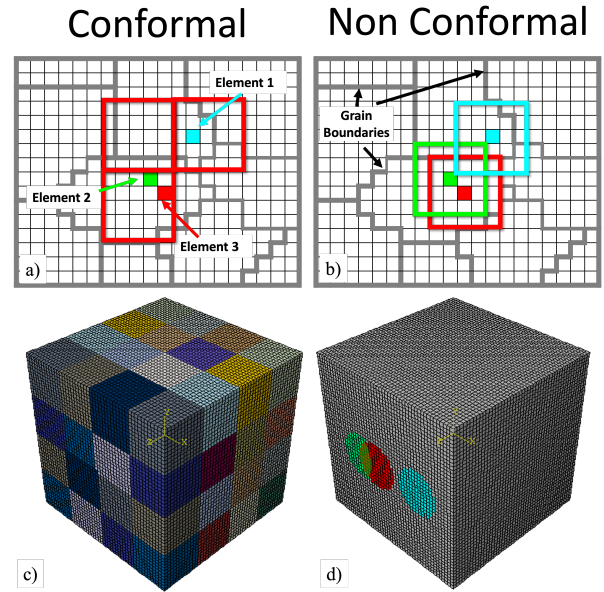 Conformal
Non Conformal
Element 1
Element 2
Element 3
a)
Grain
Boundaries
b)
Y
Z
X
c)
Y
Z
X
d)